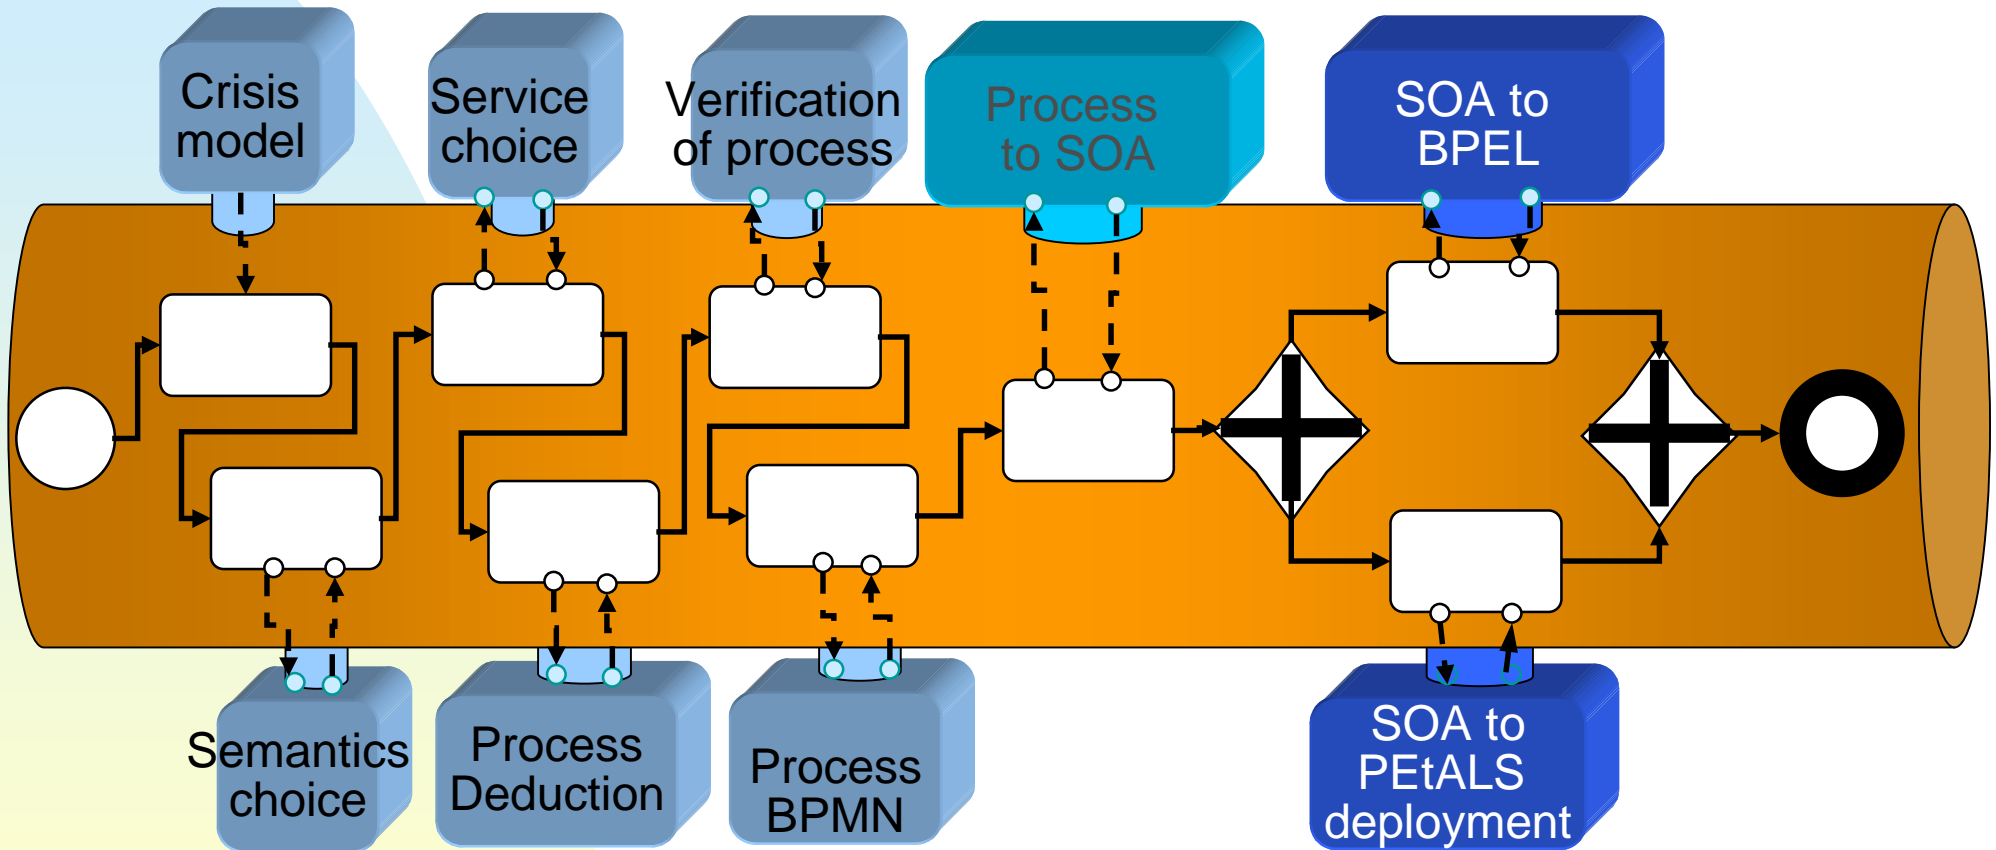 Crisis
model
Service
choice
Verification
of process
Process
to SOA
SOA to
BPEL
Semantics
choice
Process
Deduction
Process
BPMN
SOA to
PEtALS
deployment